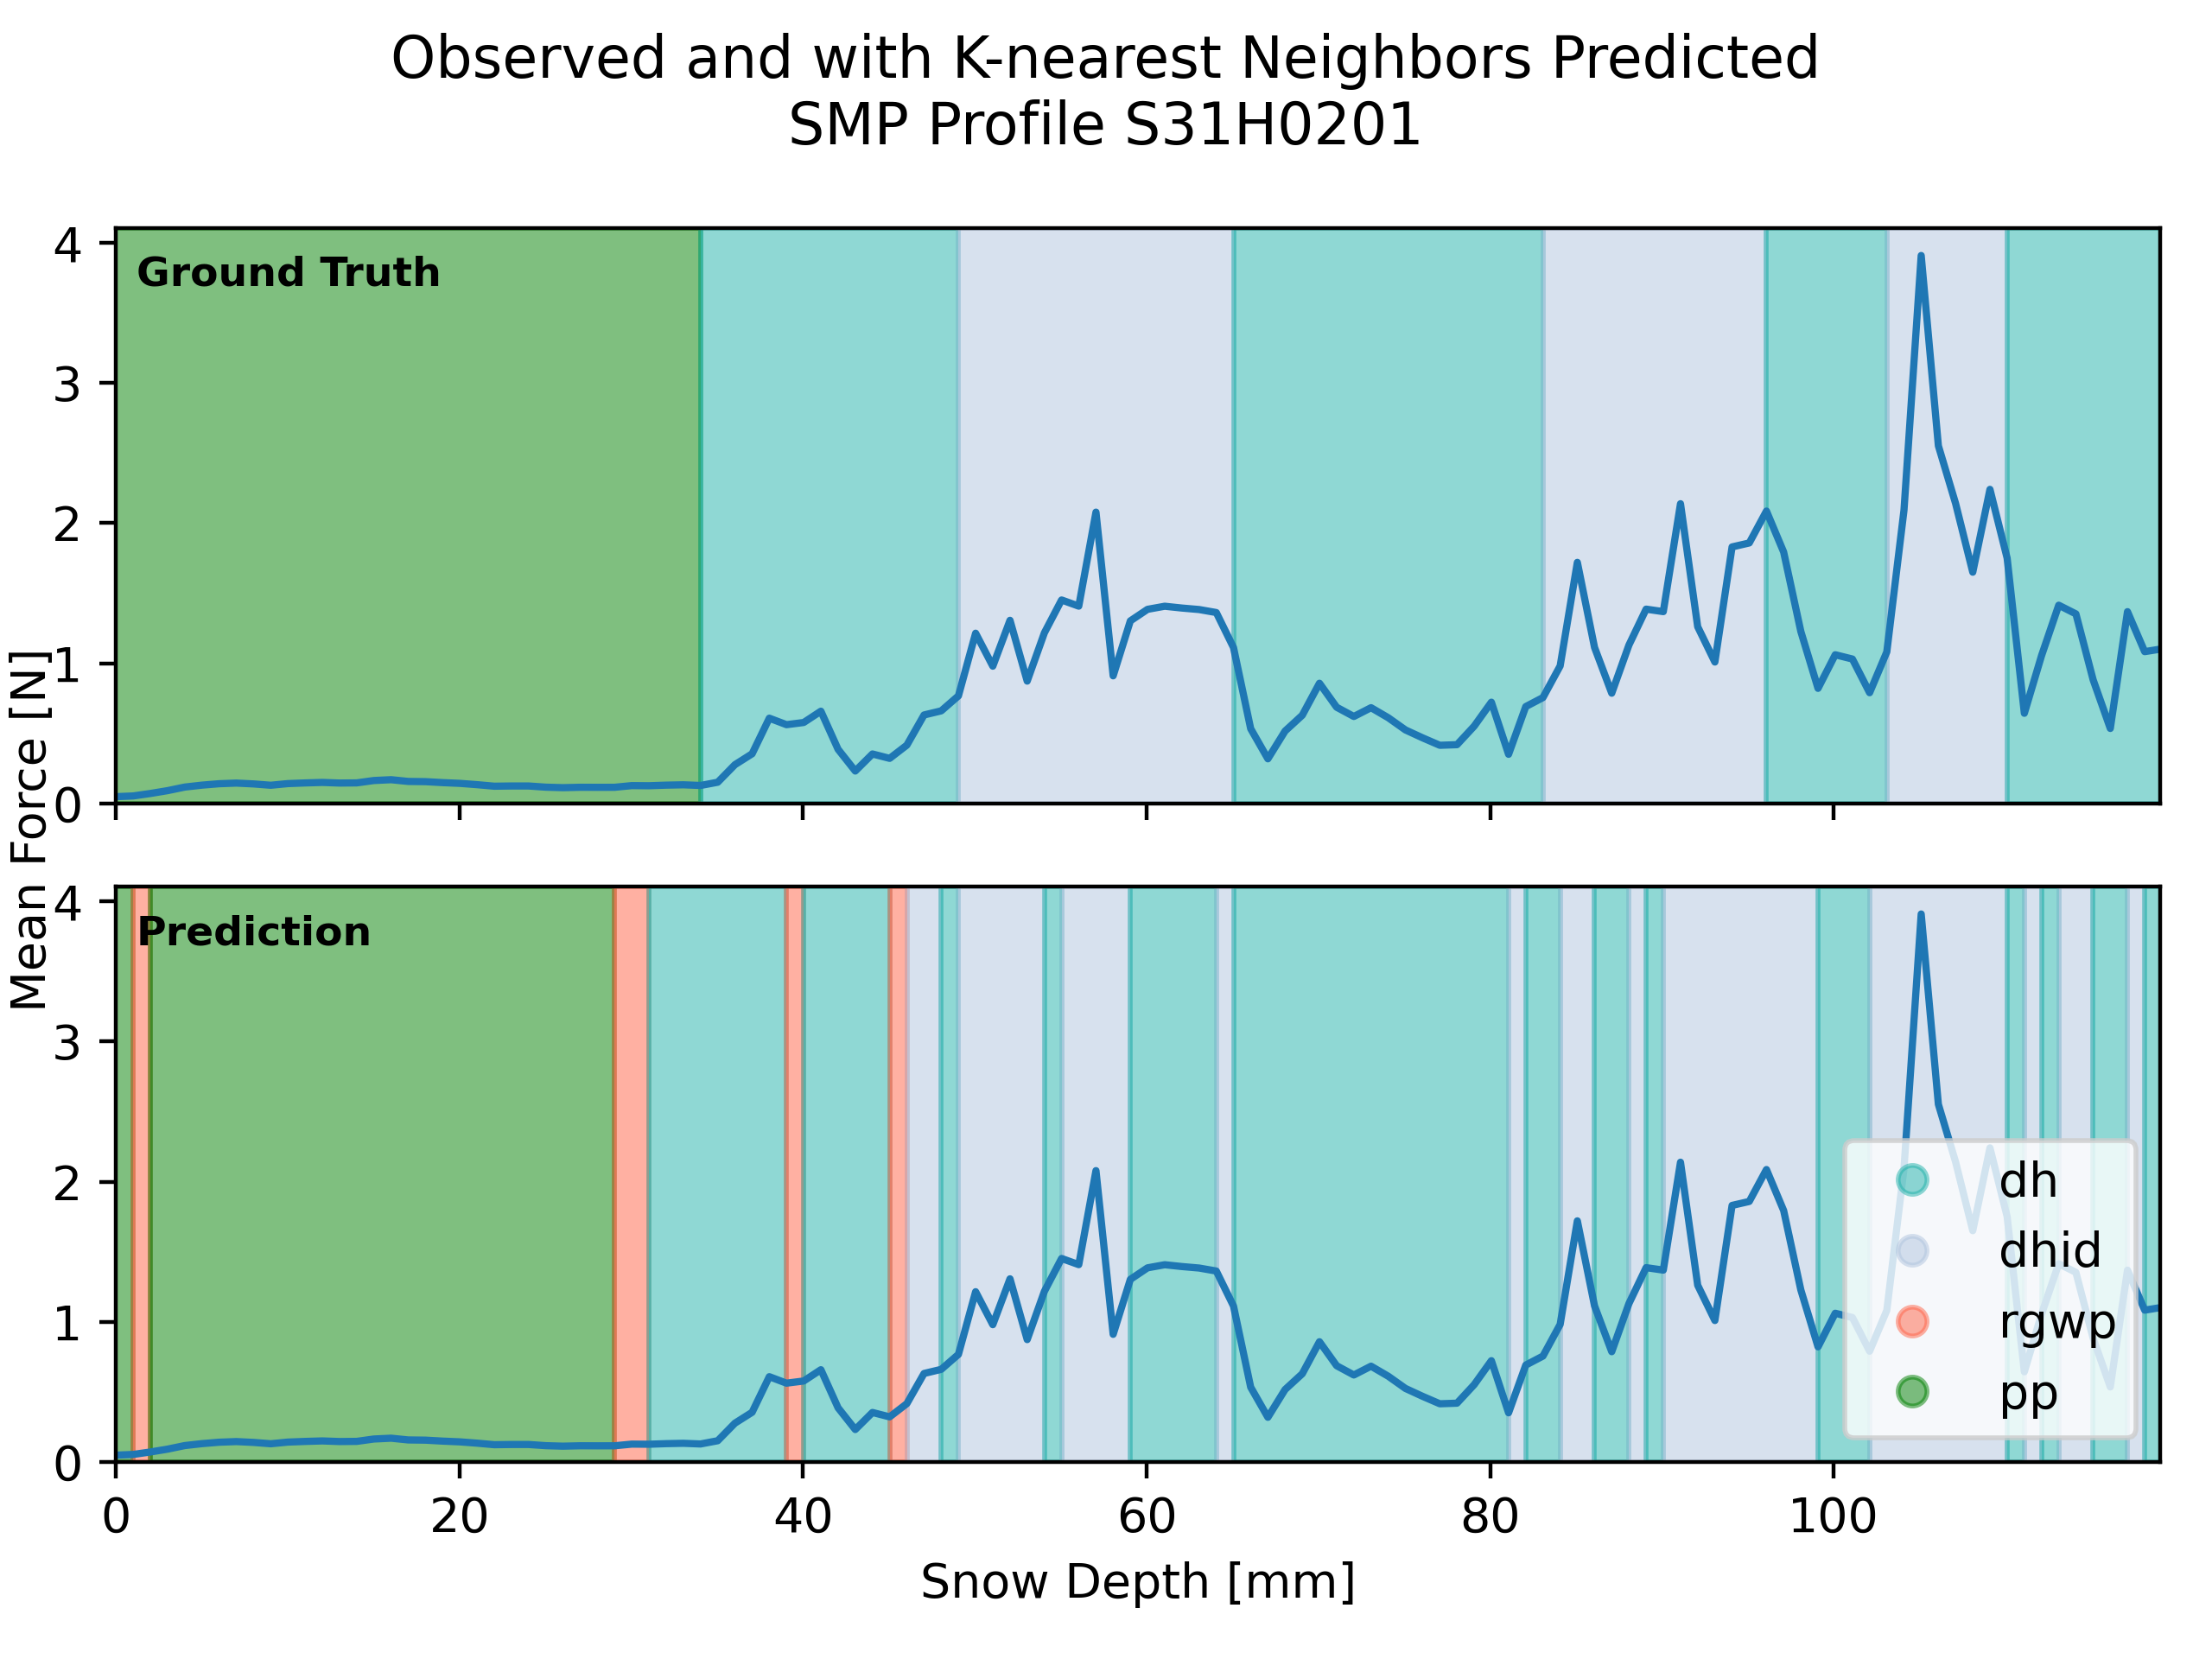 Observed and with K-nearest Neighbors Predicted
SMP Profile S31H0201
Mean Force [N]
4
3
2
1
0
Ground Truth
4
3
2
1
0
Prediction
dh
dhid
rgwp
pp
0 20 40 60 80 100
Snow Depth [mm]